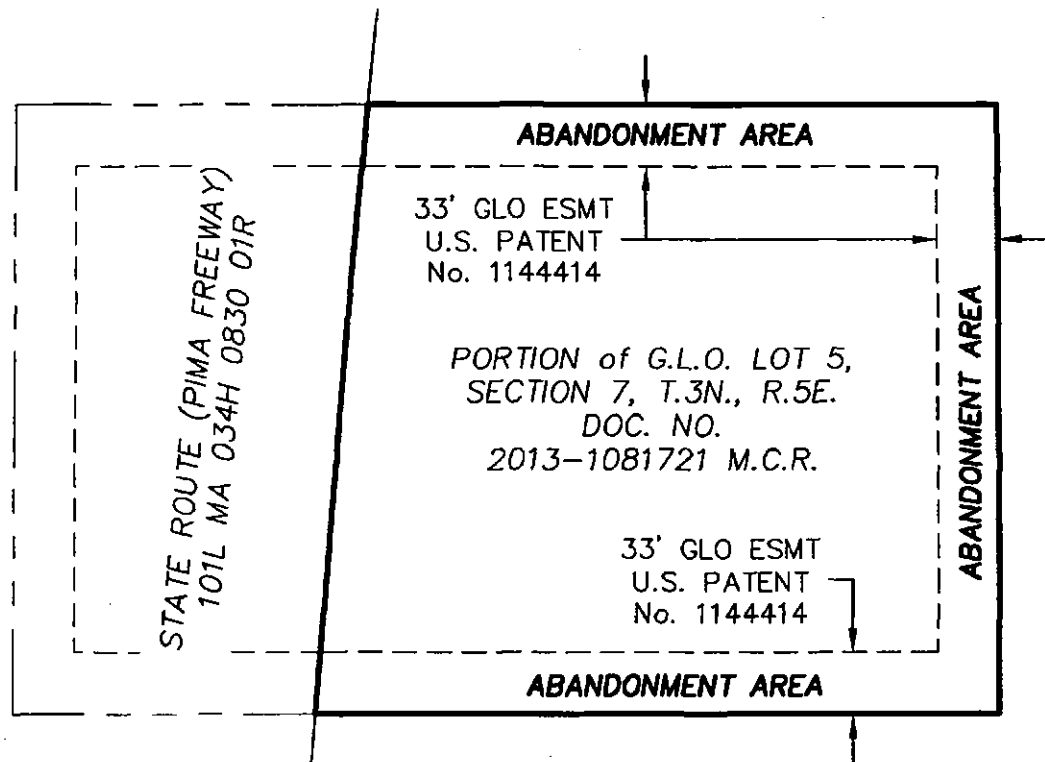 ABANDONMENT AREA
33' GLO ESMT
U.S. PATENT
No. 1144414
STATE ROUTE (PIMA FREEWAY)
101L MA 034H 0830 01R
PORTION of G.L.O. LOT 5,
SECTION 7, T.3N., R.5E.
DOC. NO.
2013-1081721 M.C.R.
ABANDONMENT AREA
33' GLO ESMT
U.S. PATENT
No. 1144414
ABANDONMENT AREA